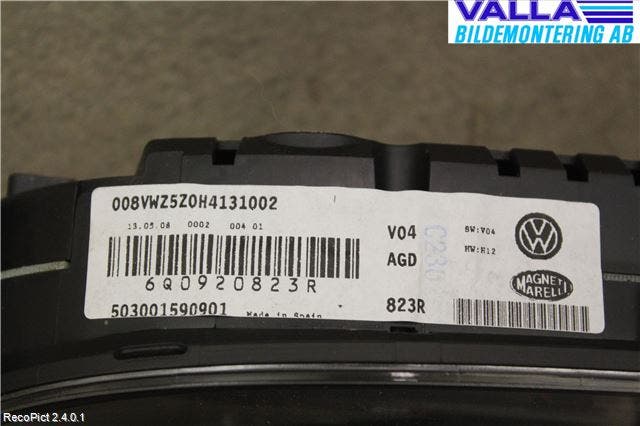 VALLA
BILDEMONTERING AB
008VWZ5Z0H4131002
13.05.08 0002 004 01
6Q0920823R
503001590901 Made in Spain
V04
AGD
823R
C230
SW:V04
HW:H12
VW
MAGNETI
MARELLI
RecoPict 2.4.0.1